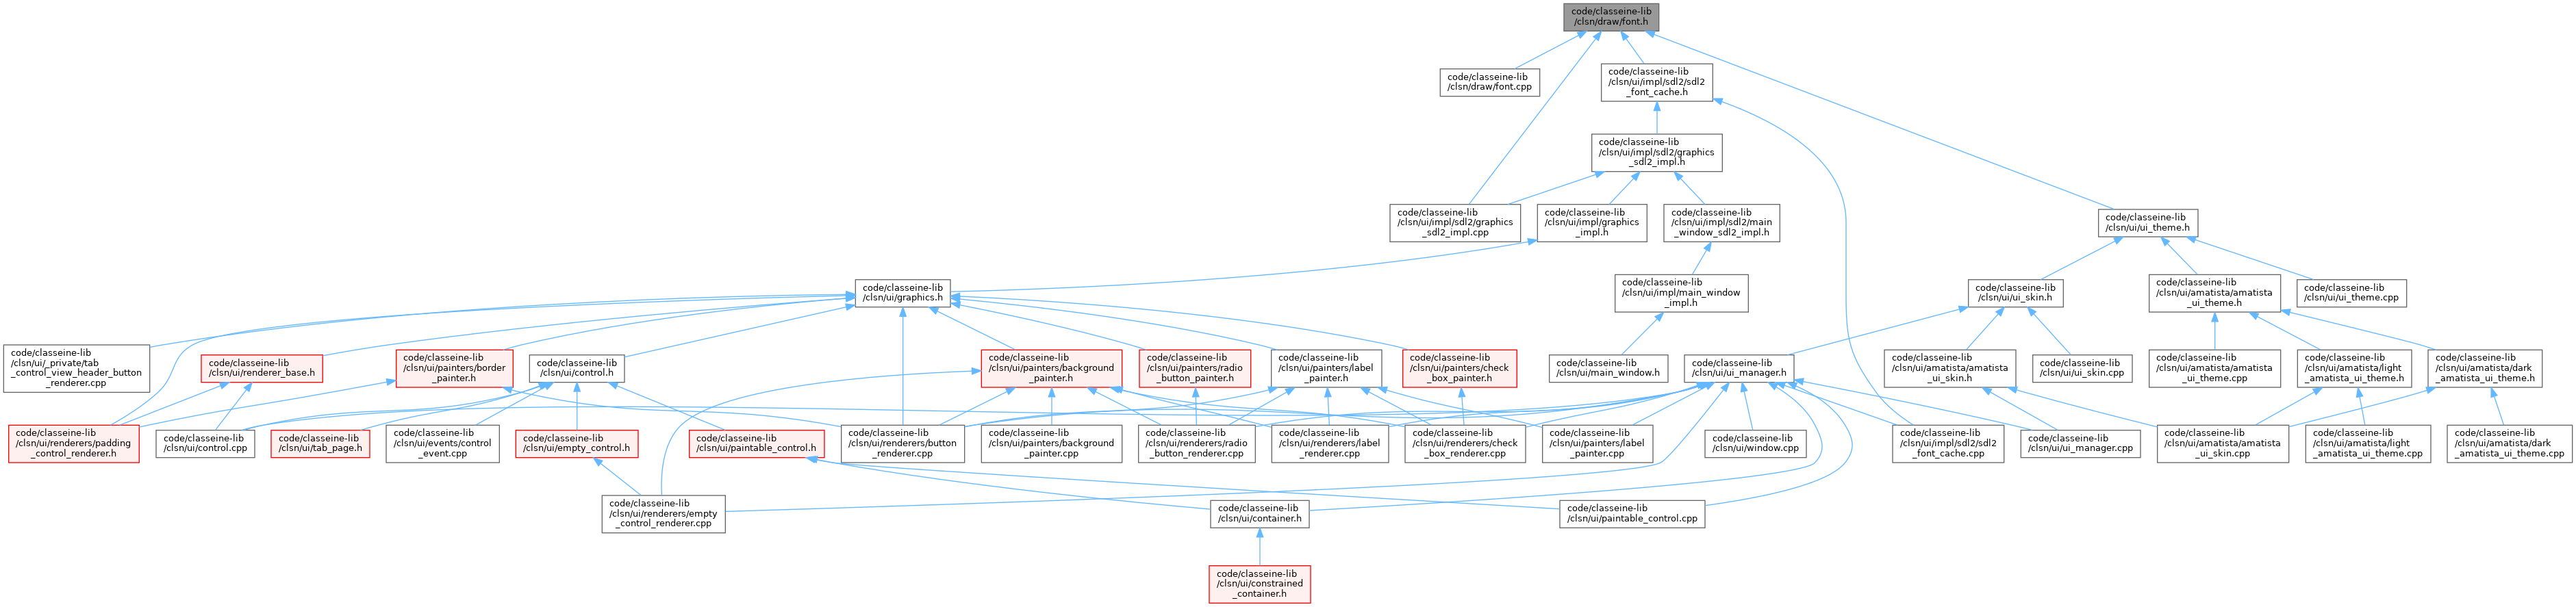 code/classeine-lib
/clsn/draw/font.h
code/classeine-lib
/clsn/draw/font.cpp
code/classeine-lib
/clsn/ui/impl/sdl2/sdl2
_font_cache.h
code/classeine-lib
/clsn/ui/impl/sdl2/graphics
_sdl2_impl.h
code/classeine-lib
/clsn/ui/impl/sdl2/graphics
_sdl2_impl.cpp
code/classeine-lib
/clsn/ui/impl/graphics
_impl.h
code/classeine-lib
/clsn/ui/impl/sdl2/main
_window_sdl2_impl.h
code/classeine-lib
/clsn/ui/ui_theme.h
code/classeine-lib
/clsn/ui/graphics.h
code/classeine-lib
/clsn/ui/impl/main_window
_impl.h
code/classeine-lib
/clsn/ui/ui_skin.h
code/classeine-lib
/clsn/ui/amatista/amatista
_ui_theme.h
code/classeine-lib
/clsn/ui/ui_theme.cpp
code/classeine-lib
/clsn/ui/_private/tab
_control_view_header_button
_renderer.cpp
code/classeine-lib
/clsn/ui/renderer_base.h
code/classeine-lib
/clsn/ui/painters/border
_painter.h
code/classeine-lib
/clsn/ui/control.h
code/classeine-lib
/clsn/ui/painters/background
_painter.h
code/classeine-lib
/clsn/ui/painters/radio
_button_painter.h
code/classeine-lib
/clsn/ui/painters/label
_painter.h
code/classeine-lib
/clsn/ui/painters/check
_box_painter.h
code/classeine-lib
/clsn/ui/main_window.h
code/classeine-lib
/clsn/ui/ui_manager.h
code/classeine-lib
/clsn/ui/amatista/amatista
_ui_skin.h
code/classeine-lib
/clsn/ui/ui_skin.cpp
code/classeine-lib
/clsn/ui/amatista/amatista
_ui_theme.cpp
code/classeine-lib
/clsn/ui/amatista/light
_amatista_ui_theme.h
code/classeine-lib
/clsn/ui/amatista/dark
_amatista_ui_theme.h
code/classeine-lib
/clsn/ui/renderers/padding
_control_renderer.h
code/classeine-lib
/clsn/ui/control.cpp
code/classeine-lib
/clsn/ui/tab_page.h
code/classeine-lib
/clsn/ui/events/control
_event.cpp
code/classeine-lib
/clsn/ui/empty_control.h
code/classeine-lib
/clsn/ui/paintable_control.h
code/classeine-lib
/clsn/ui/renderers/button
_renderer.cpp
code/classeine-lib
/clsn/ui/painters/background
_painter.cpp
code/classeine-lib
/clsn/ui/renderers/radio
_button_renderer.cpp
code/classeine-lib
/clsn/ui/renderers/label
_renderer.cpp
code/classeine-lib
/clsn/ui/renderers/check
_box_renderer.cpp
code/classeine-lib
/clsn/ui/painters/label
_painter.cpp
code/classeine-lib
/clsn/ui/window.cpp
code/classeine-lib
/clsn/ui/impl/sdl2/sdl2
_font_cache.cpp
code/classeine-lib
/clsn/ui/ui_manager.cpp
code/classeine-lib
/clsn/ui/amatista/amatista
_ui_skin.cpp
code/classeine-lib
/clsn/ui/amatista/light
_amatista_ui_theme.cpp
code/classeine-lib
/clsn/ui/amatista/dark
_amatista_ui_theme.cpp
code/classeine-lib
/clsn/ui/renderers/empty
_control_renderer.cpp
code/classeine-lib
/clsn/ui/container.h
code/classeine-lib
/clsn/ui/paintable_control.cpp
code/classeine-lib
/clsn/ui/constrained
_container.h